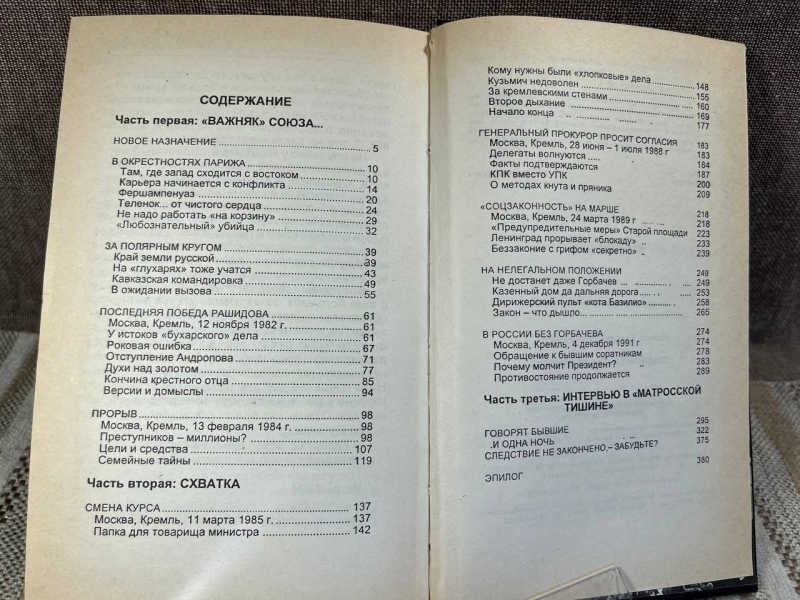 СОДЕРЖАНИЕ
Часть первая: «ВАЖНЯК» СОЮЗА...
НОВОЕ НАЗНАЧЕНИЕ 5
В ОКРЕСТНОСТЯХ ПАРИЖА 10
Там, где запад сходится с востоком 10
Карьера начинается с конфликта 14
Фершампенуаз 20
Теленок... от чистого сердца 24
Не надо работать «на корзину» 29
«Любознательный» убийца 32
ЗА ПОЛЯРНЫМ КРУГОМ 39
Край земли русской 39
На «глухарях» тоже учатся 43
Кавказская командировка 49
В ожидании вызова 55
ПОСЛЕДНЯЯ ПОБЕДА РАШИДОВА 61
Москва, Кремль, 12 ноября 1982 г. 61
У истоков «бухарского» дела 61
Роковая ошибка 67
Отступление Андропова 71
Духи над золотом 77
Кончина крестного отца 85
Версии и домыслы 94
ПРОРЫВ 98
Москва, Кремль, 13 февраля 1984 г. 98
Преступников – миллионы? 98
Цели и средства 107
Семейные тайны 119
Часть вторая: СХВАТКА
СМЕНА КУРСА 137
Москва, Кремль, 11 марта 1985 г. 137
Папка для товарища министра 142
Кому нужны были «хлопковые» дела 148
Кузьмич недоволен 155
За кремлевскими стенами 160
Второе дыхание 169
Начало конца 177
ГЕНЕРАЛЬНЫЙ ПРОКУРОР ПРОСИТ СОГЛАСИЯ 183
Москва, Кремль, 28 июня – 1 июля 1988 г 183
Делегаты волнуются 184
Факты подтверждаются 187
КПК вместо УПК 200
О методах кнута и пряника 209
«СОЦЗАКОННОСТЬ» НА МАРШЕ 218
Москва, Кремль, 24 марта 1989 г 218
«Предупредительные меры» Старой площади 223
Ленинград прорывает «блокаду» 233
Беззаконие с грифом «секретно» 239
НА НЕЛЕГАЛЬНОМ ПОЛОЖЕНИИ 249
Не достанет даже Горбачев ... 249
Казенный дом да дальняя дорога 253
Дирижерский пульт «кота Базилио» 258
Закон – что дышло... 265
В РОССИИ БЕЗ ГОРБАЧЕВА 274
Москва, Кремль, 4 декабря 1991 г 274
Обращение к бывшим соратникам 278
Почему молчит Президент? 283
Противостояние продолжается 289
Часть третья: ИНТЕРВЬЮ В «МАТРОССКОЙ
ТИШИНЕ»
ГОВОРЯТ БЫВШИЕ 295
.И ОДНА НОЧЬ 322
СЛЕДСТВИЕ НЕ ЗАКОНЧЕНО – ЗАБУДЬТЕ? 375
ЭПИЛОГ 380